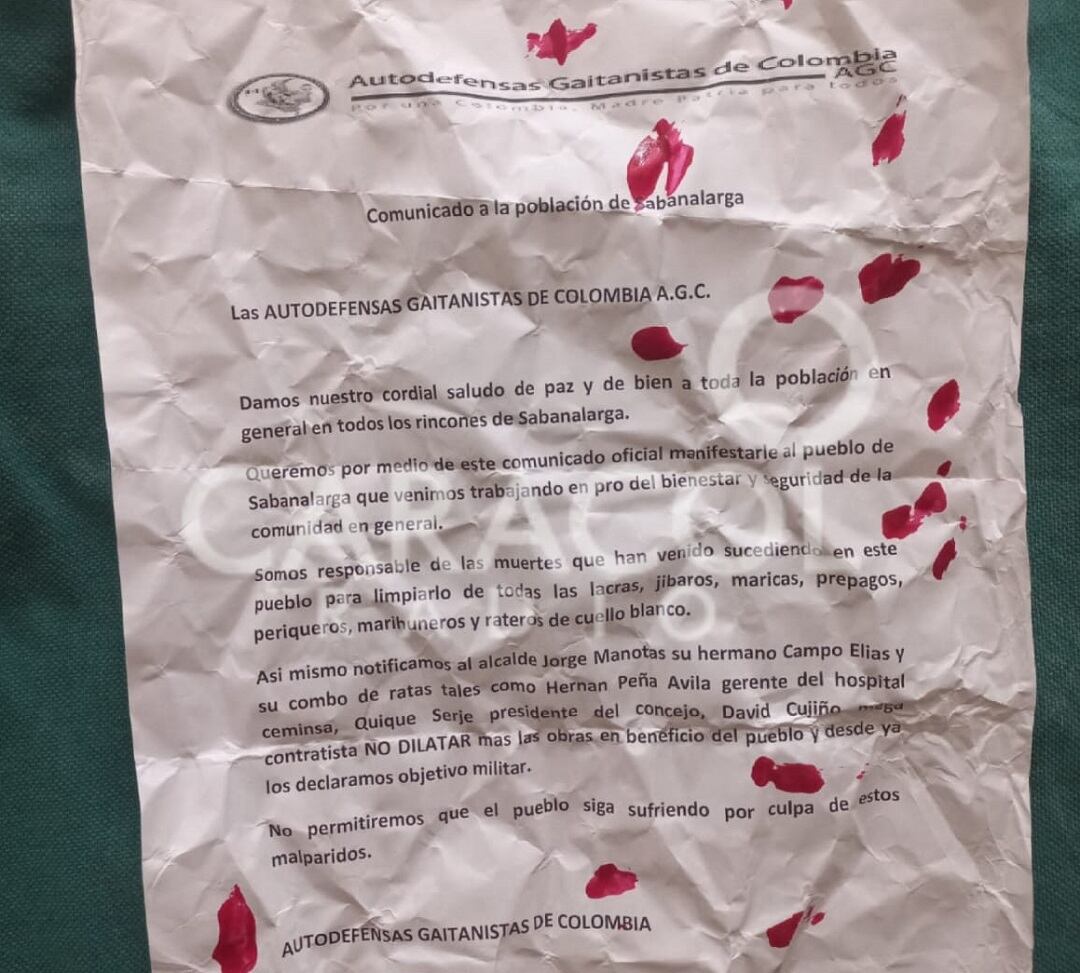 Autodefensas Gaitanistas de Colombia
AGC
Por una Colombia, Madre Patria para todos
Comunicado a la población de Sabanalarga
Las AUTODEFENSAS GAITANISTAS DE COLOMBIA A.G.C.
Damos nuestro cordial saludo de paz y de bien a toda la población en
general en todos los rincones de Sabanalarga.
Queremos por medio de este comunicado oficial manifestarle al pueblo de
Sabanalarga que venimos trabajando en pro del bienestar y seguridad de la
comunidad en general.
Somos responsable de las muertes que han venido sucediendo en este
pueblo para limpiarlo de todas las lacras, jibaros, maricas, prepagos,
periqueros, marihuneros y rateros de cuello blanco.
Asi mismo notificamos al alcalde Jorge Manotas su hermano Campo Elias y
su combo de ratas tales como Hernan Peña Avila gerente del hospital
ceminsa, Quique Serje presidente del concejo, David Cujiño mega
contratista NO DILATAR mas las obras en beneficio del pueblo y desde ya
los declaramos objetivo militar.
No permitiremos que el pueblo siga sufriendo por culpa de estos
malparidos.
AUTODEFENSAS GAITANISTAS DE COLOMBIA
CARACOL
RADIO